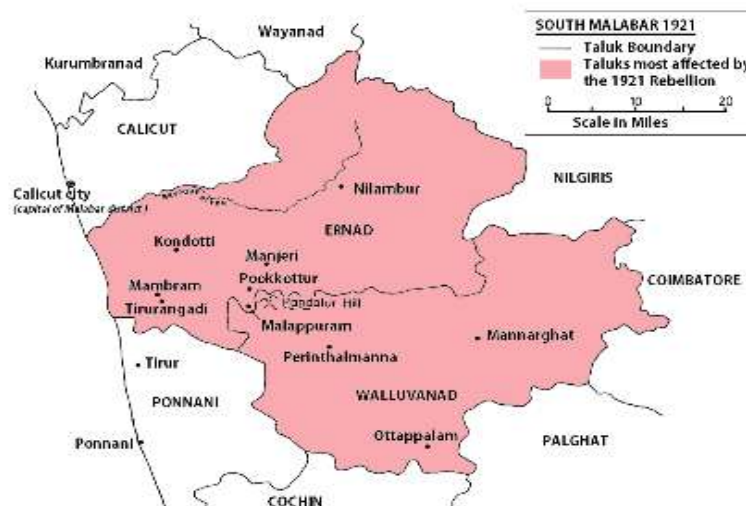 SOUTH MALABAR 1921
Taluk Boundary
Taluks most affected by
the 1921 Rebellion
0 10 20
Scale in Miles
Wayanad
Kurumbranad
CALICUT
Calicut city
(capital of Malabar district)
NILGIRIS
Nilambur
ERNAD
Kondotti
Manjeri
Pookkottur
COIMBATORE
Mambram
Tirurangadi
Pandalur Hill
Malappuram
Mannarghat
Perinthalmanna
Tirur
PONNANI
WALLUVANAD
Ottappalam
PALGHAT
Ponnani
COCHIN